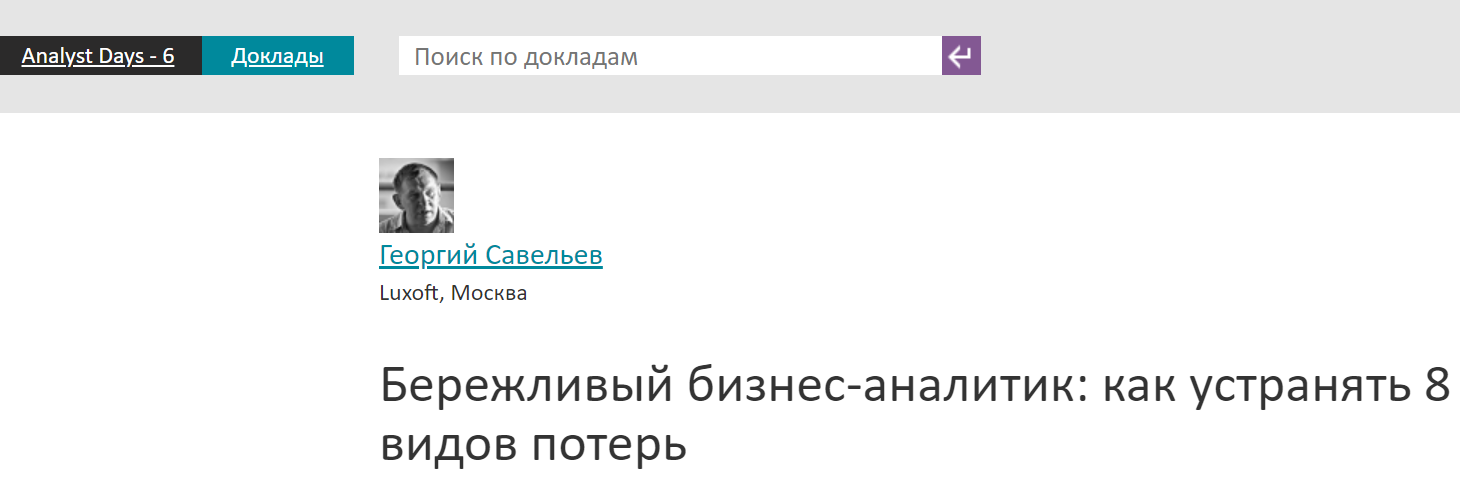 Analyst Days - 6 Доклады Поиск по докладам
Георгий Савельев
Luxoft, Москва
Бережливый бизнес-аналитик: как устранять 8
видов потерь